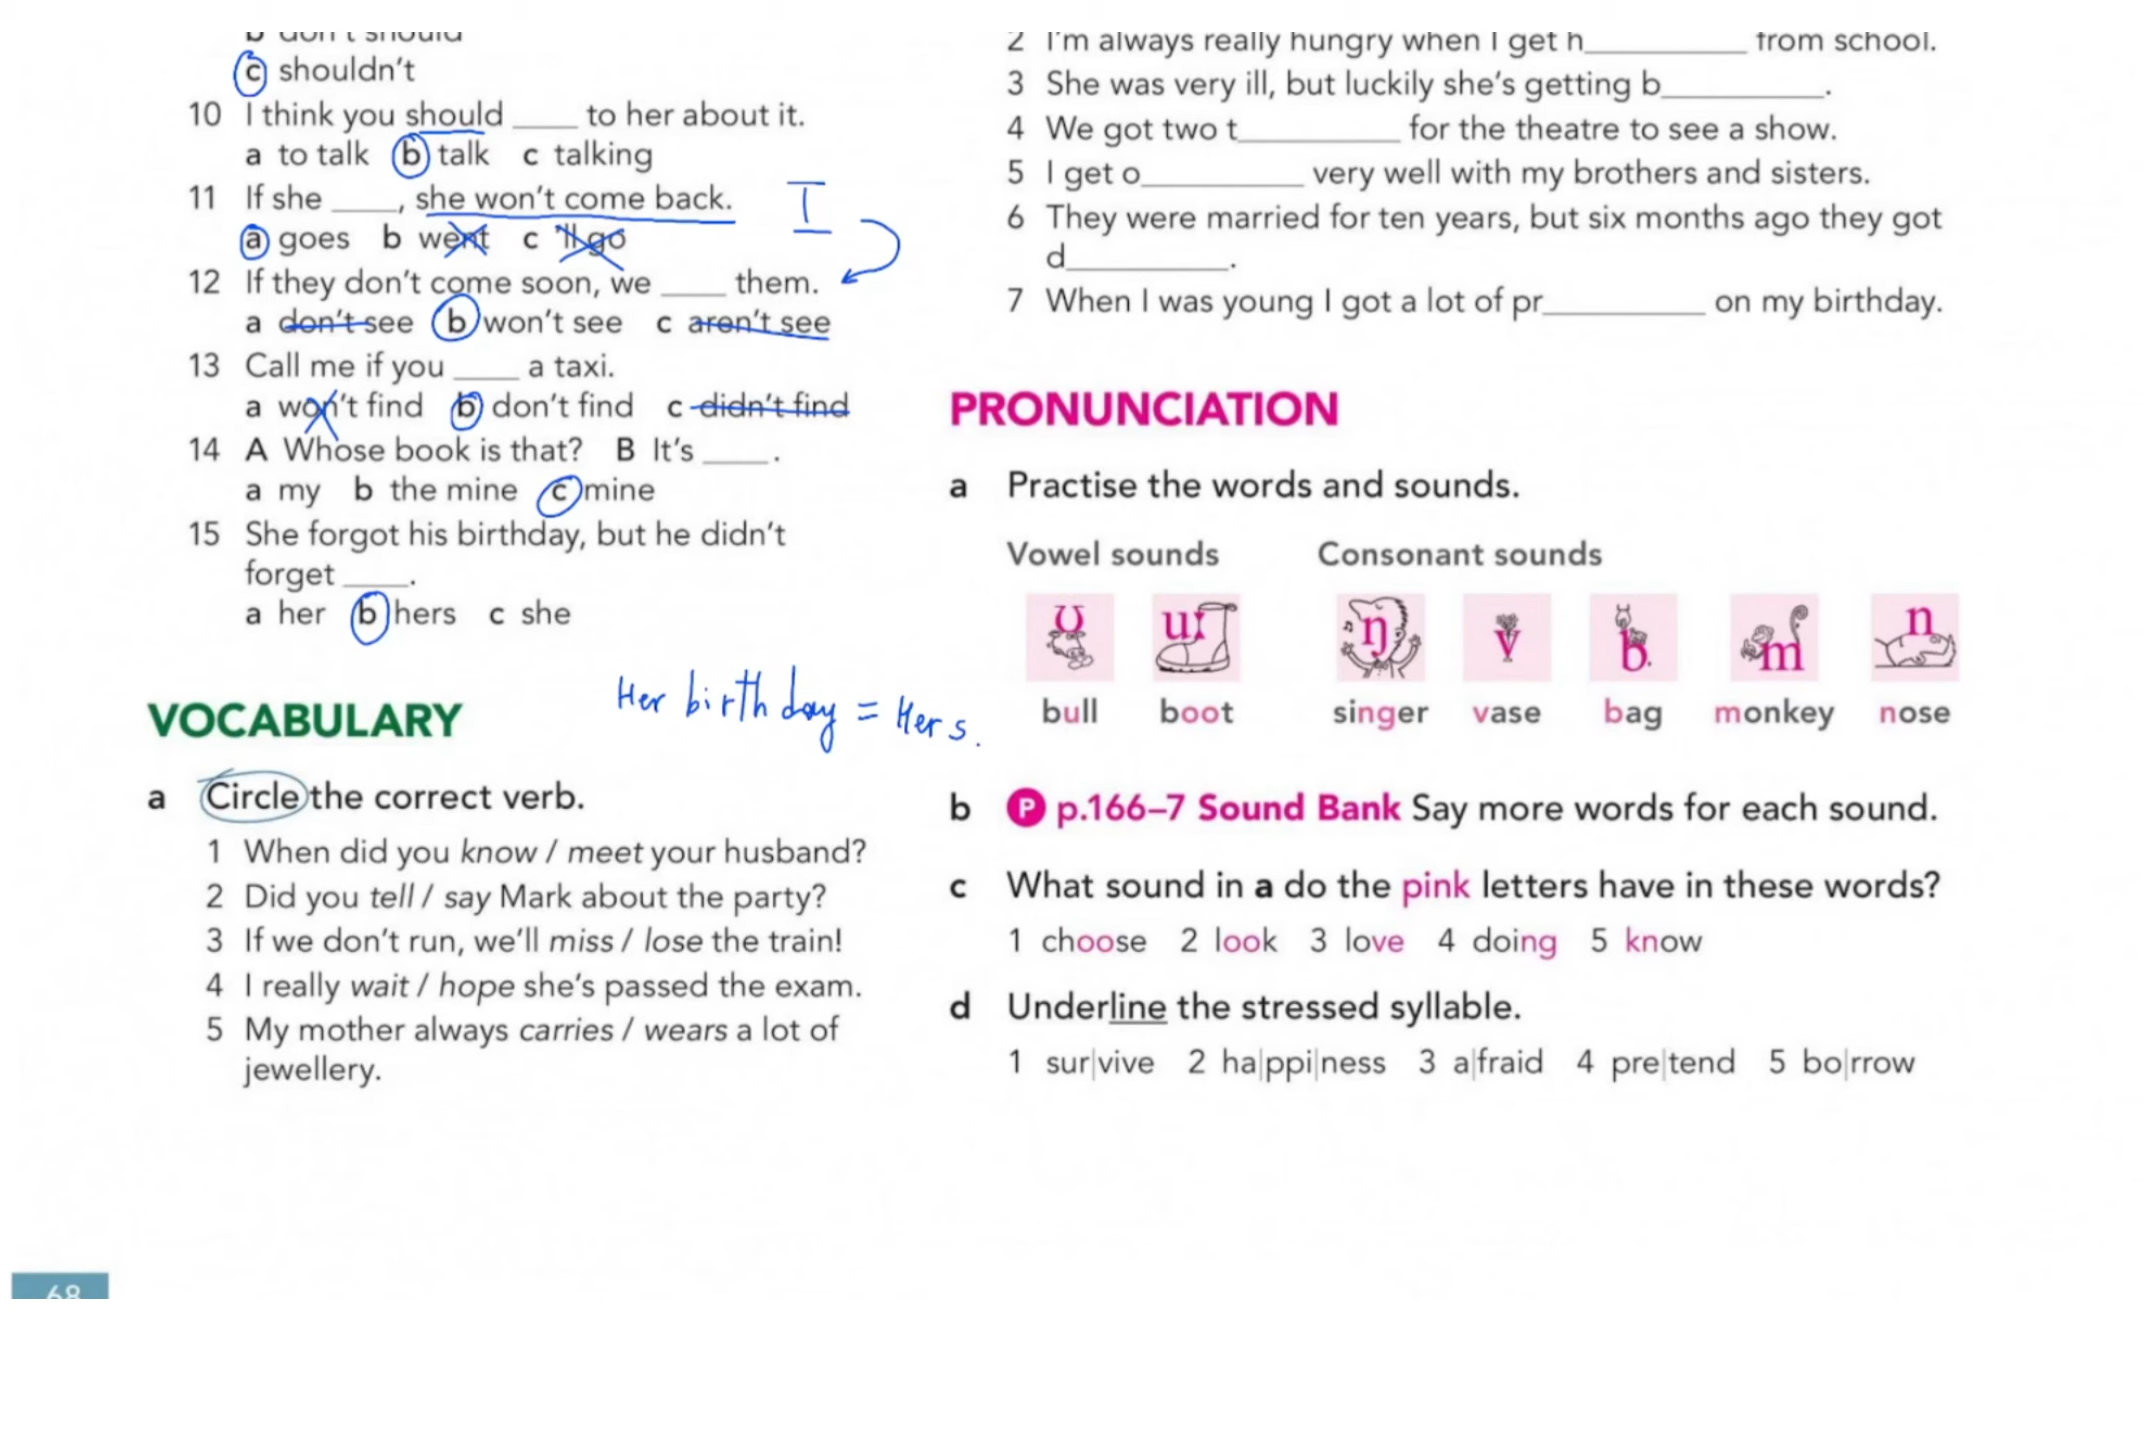 b don't should
c shouldn't
10 I think you should ____ to her about it.
a to talk b talk c talking
11 If she ____, she won't come back.
I
a goes b went c 'll go
12 If they don't come soon, we ____ them.
a don't see b won't see c aren't see
13 Call me if you ____ a taxi.
a won't find b don't find c didn't find
14 A Whose book is that? B It's ____.
a my b the mine c mine
15 She forgot his birthday, but he didn't
forget ____.
a her b hers c she
Her birthday = Hers.
VOCABULARY
a Circle the correct verb.
1 When did you know / meet your husband?
2 Did you tell / say Mark about the party?
3 If we don't run, we'll miss / lose the train!
4 I really wait / hope she's passed the exam.
5 My mother always carries / wears a lot of
jewellery.
68
2 I'm always really hungry when I get h__________ from school.
3 She was very ill, but luckily she's getting b__________.
4 We got two t__________ for the theatre to see a show.
5 I get o__________ very well with my brothers and sisters.
6 They were married for ten years, but six months ago they got
d__________.
7 When I was young I got a lot of pr__________ on my birthday.
PRONUNCIATION
a Practise the words and sounds.
Vowel sounds Consonant sounds
ʊ uː ŋ v b m n
bull boot singer vase bag monkey nose
b P p.166–7 Sound Bank Say more words for each sound.
c What sound in a do the pink letters have in these words?
1 choose 2 look 3 love 4 doing 5 know
d Underline the stressed syllable.
1 sur|vive 2 ha|ppi|ness 3 a|fraid 4 pre|tend 5 bo|rrow